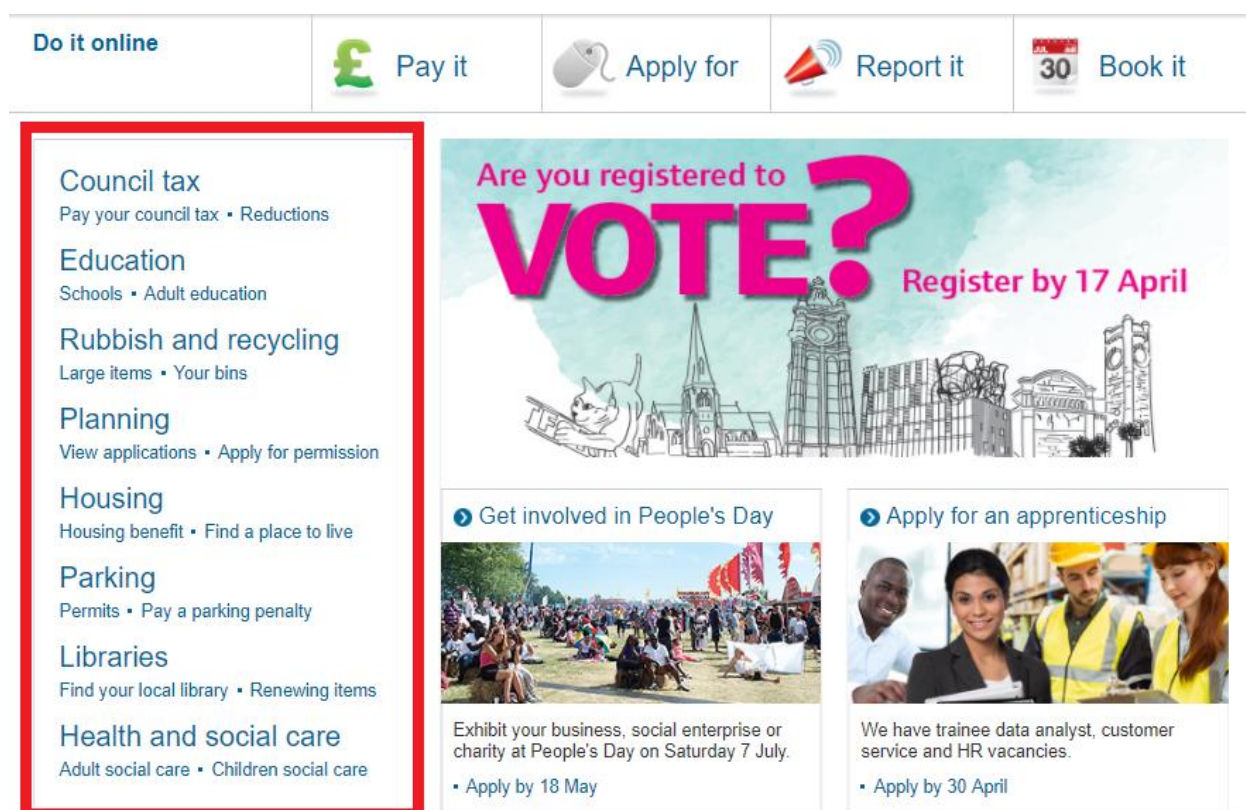 Do it online
Pay it
Apply for
Report it
JUL
30
Book it
Council tax
Pay your council tax ▪ Reductions
Education
Schools ▪ Adult education
Rubbish and recycling
Large items ▪ Your bins
Planning
View applications ▪ Apply for permission
Housing
Housing benefit ▪ Find a place to live
Parking
Permits ▪ Pay a parking penalty
Libraries
Find your local library ▪ Renewing items
Health and social care
Adult social care ▪ Children social care
Are you registered to
VOTE?
Register by 17 April
Get involved in People's Day
Exhibit your business, social enterprise or
charity at People's Day on Saturday 7 July.
▪ Apply by 18 May
Apply for an apprenticeship
We have trainee data analyst, customer
service and HR vacancies.
▪ Apply by 30 April